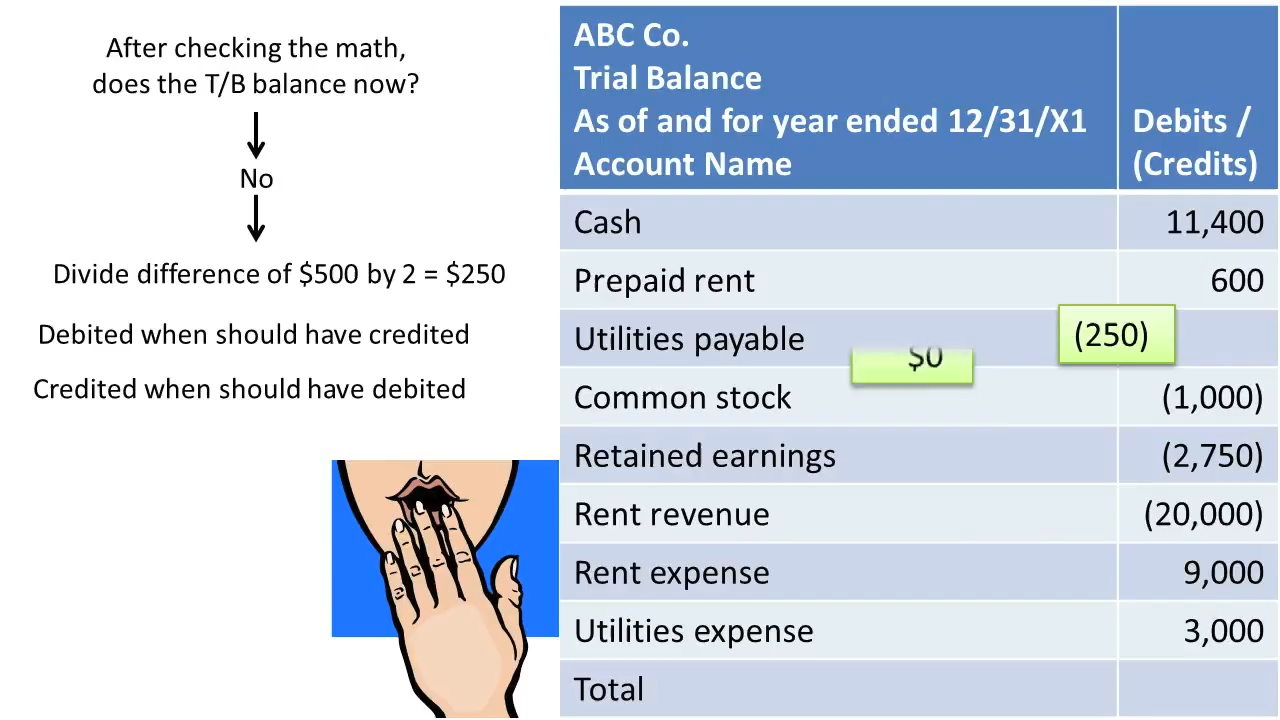 After checking the math,
does the T/B balance now?
No
Divide difference of $500 by 2 = $250
Debited when should have credited
Credited when should have debited
ABC Co.
Trial Balance
As of and for year ended 12/31/X1
Account Name
Debits /
(Credits)
Cash 11,400
Prepaid rent 600
Utilities payable (250)
$0
Common stock (1,000)
Retained earnings (2,750)
Rent revenue (20,000)
Rent expense 9,000
Utilities expense 3,000
Total